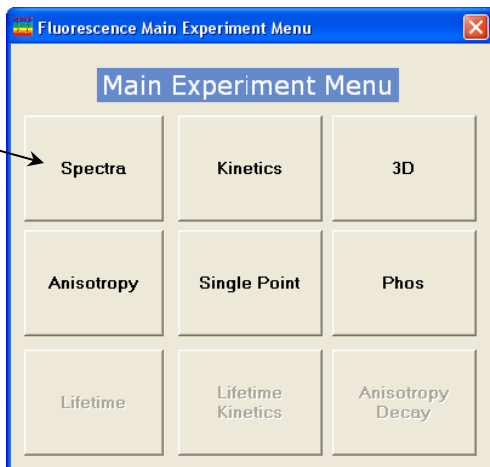 Fluorescence Main Experiment Menu
Main Experiment Menu
Spectra
Kinetics
3D
Anisotropy
Single Point
Phos
Lifetime
Lifetime
Kinetics
Anisotropy
Decay